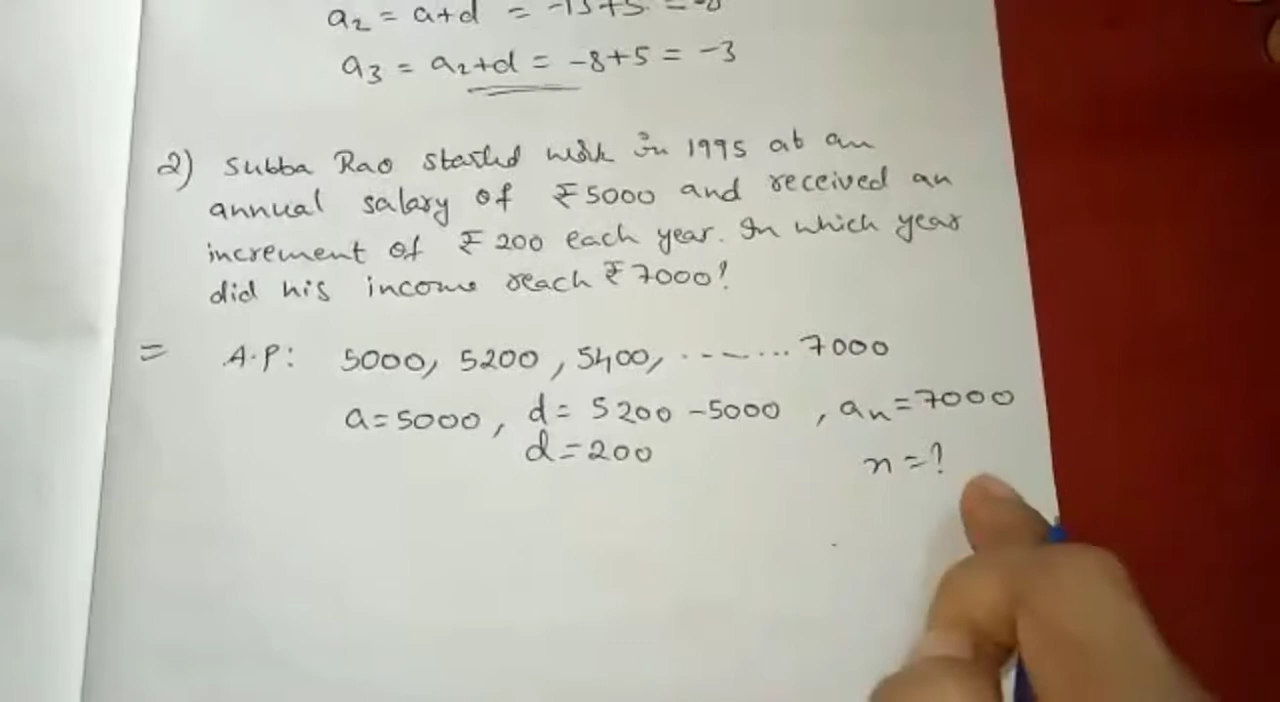 a2 = a+d = -13+5 = -8
a3 = a2+d = -8+5 = -3
2) Subba Rao started work in 1995 at an
annual salary of ₹5000 and received an
increment of ₹200 each year. In which year
did his income reach ₹7000?
= A.P: 5000, 5200, 5400, ........ 7000
a=5000, d= 5200-5000, an=7000
d=200 n=?